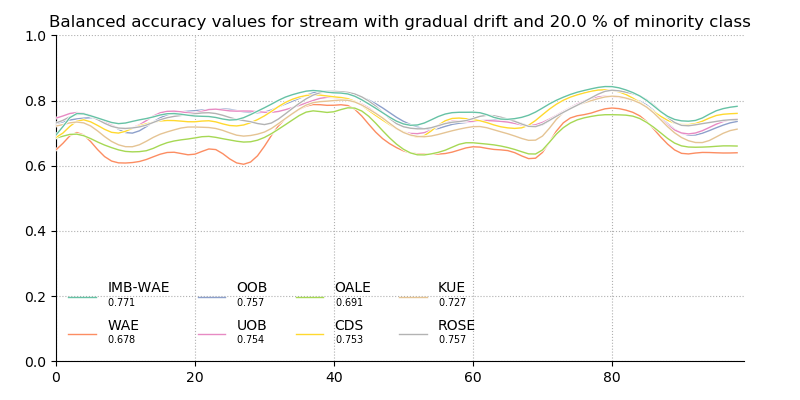 Balanced accuracy values for stream with gradual drift and 20.0 % of minority class
1.0
0.8
0.6
0.4
0.2
0.0
IMB-WAE OOB OALE KUE
0.771 0.757 0.691 0.727
WAE UOB CDS ROSE
0.678 0.754 0.753 0.757
0 20 40 60 80